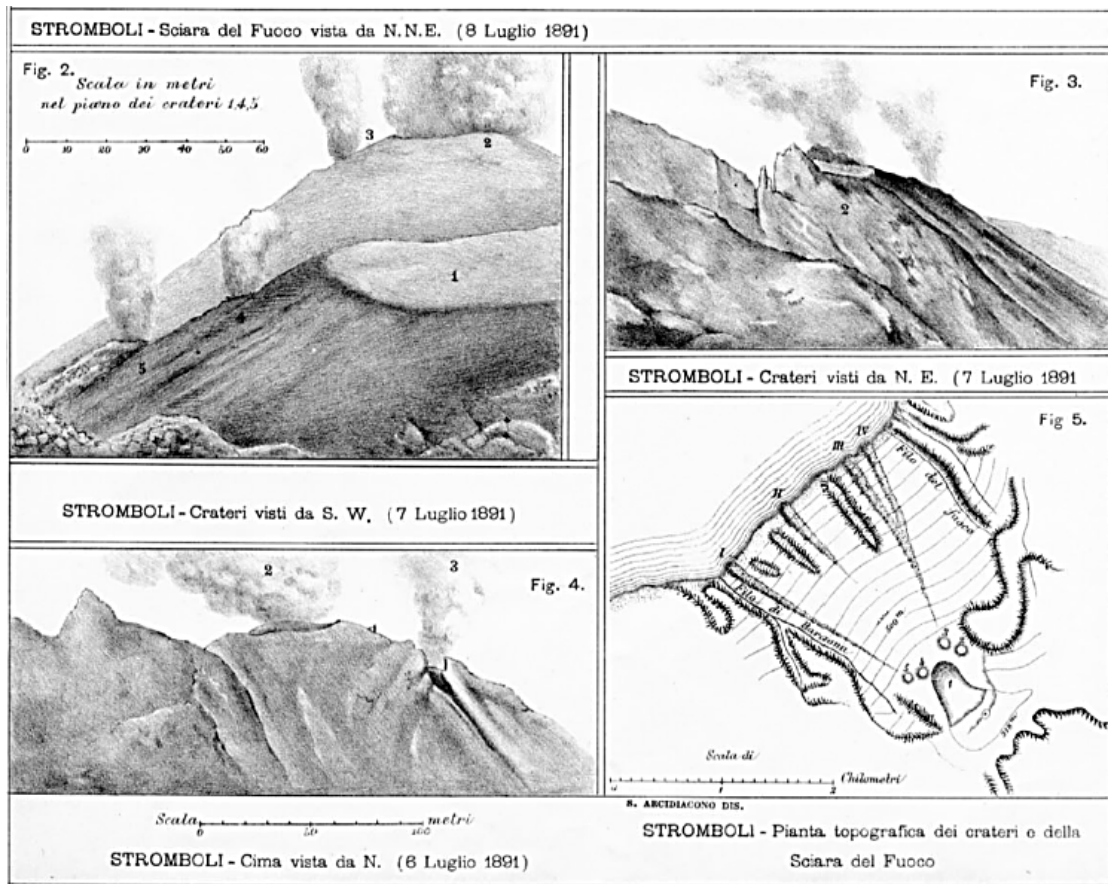 STROMBOLI - Sciara del Fuoco vista da N.N.E. (8 Luglio 1891)
Fig. 2.
Scala in metri
nel piano dei crateri 1,4,5
0 10 20 30 40 50 60
3
2
1
4
5
Fig. 3.
2
STROMBOLI - Crateri visti da N. E. (7 Luglio 1891
STROMBOLI - Crateri visti da S. W. (7 Luglio 1891)
Fig. 4.
2
3
1
Scala metri
0 50 100
STROMBOLI - Cima vista da N. (6 Luglio 1891)
Fig 5.
IV
III
II
I
Filo del fuoco
Filo di Baraona
500 m
1
Scala di
Chilometri
1 2
S. ARCIDIACONO DIS.
STROMBOLI - Pianta topografica dei crateri e della
Sciara del Fuoco